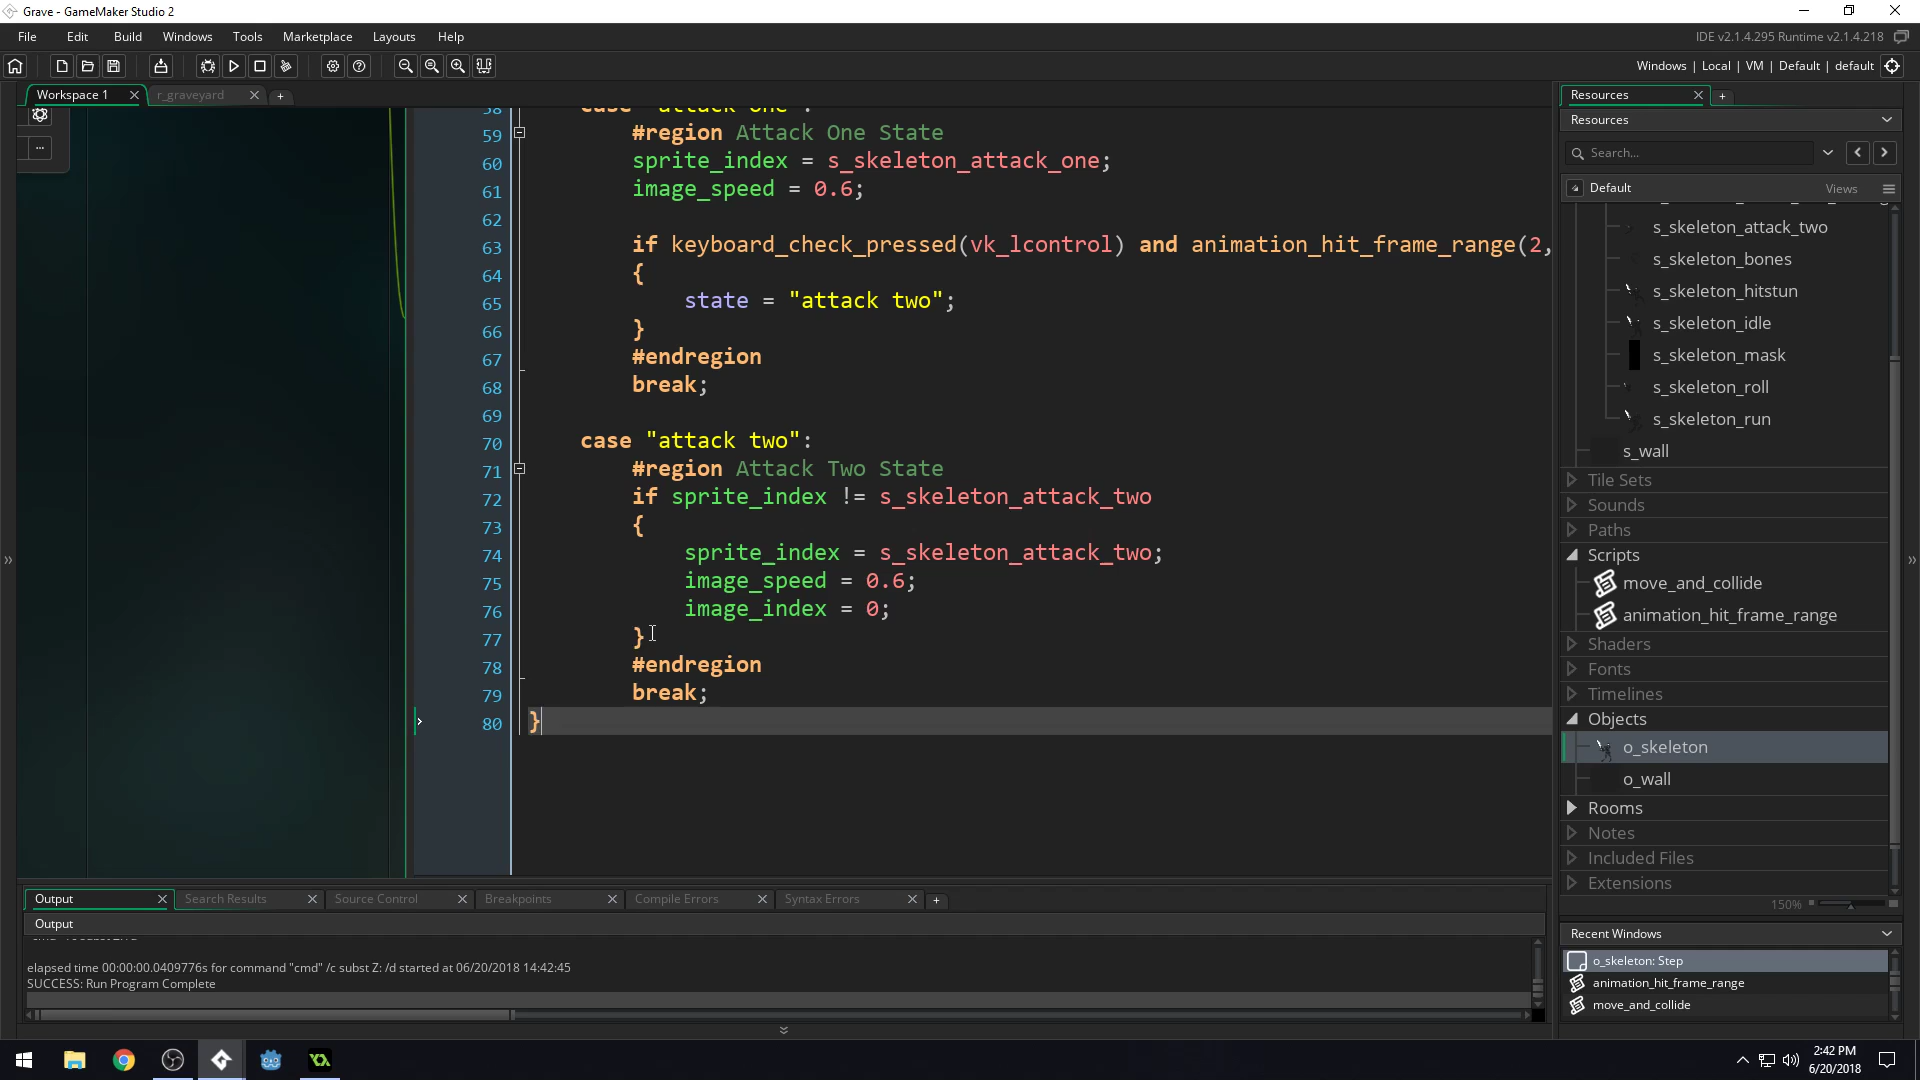 Grave - GameMaker Studio 2
File Edit Build Windows Tools Marketplace Layouts Help
IDE v2.1.4.295 Runtime v2.1.4.218
Windows | Local | VM | Default | default
Workspace 1
r_graveyard
58 case "attack one":
59 #region Attack One State
60 sprite_index = s_skeleton_attack_one;
61 image_speed = 0.6;
62
63 if keyboard_check_pressed(vk_lcontrol) and animation_hit_frame_range(2,
64 {
65 state = "attack two";
66 }
67 #endregion
68 break;
69
70 case "attack two":
71 #region Attack Two State
72 if sprite_index != s_skeleton_attack_two
73 {
74 sprite_index = s_skeleton_attack_two;
75 image_speed = 0.6;
76 image_index = 0;
77 }
78 #endregion
79 break;
80 }
Resources
Resources
Search...
Default
Views
s_skeleton_attack_two
s_skeleton_bones
s_skeleton_hitstun
s_skeleton_idle
s_skeleton_mask
s_skeleton_roll
s_skeleton_run
s_wall
Tile Sets
Sounds
Paths
Scripts
move_and_collide
animation_hit_frame_range
Shaders
Fonts
Timelines
Objects
o_skeleton
o_wall
Rooms
Notes
Included Files
Extensions
150%
Recent Windows
o_skeleton: Step
animation_hit_frame_range
move_and_collide
Output
Search Results
Source Control
Breakpoints
Compile Errors
Syntax Errors
Output
elapsed time 00:00:00.0409776s for command "cmd" /c subst Z: /d started at 06/20/2018 14:42:45
SUCCESS: Run Program Complete
2:42 PM
6/20/2018